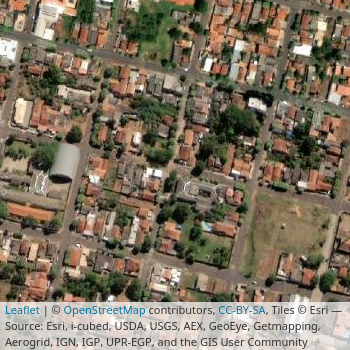 Leaflet | © OpenStreetMap contributors, CC-BY-SA, Tiles © Esri —
Source: Esri, i-cubed, USDA, USGS, AEX, GeoEye, Getmapping,
Aerogrid, IGN, IGP, UPR-EGP, and the GIS User Community